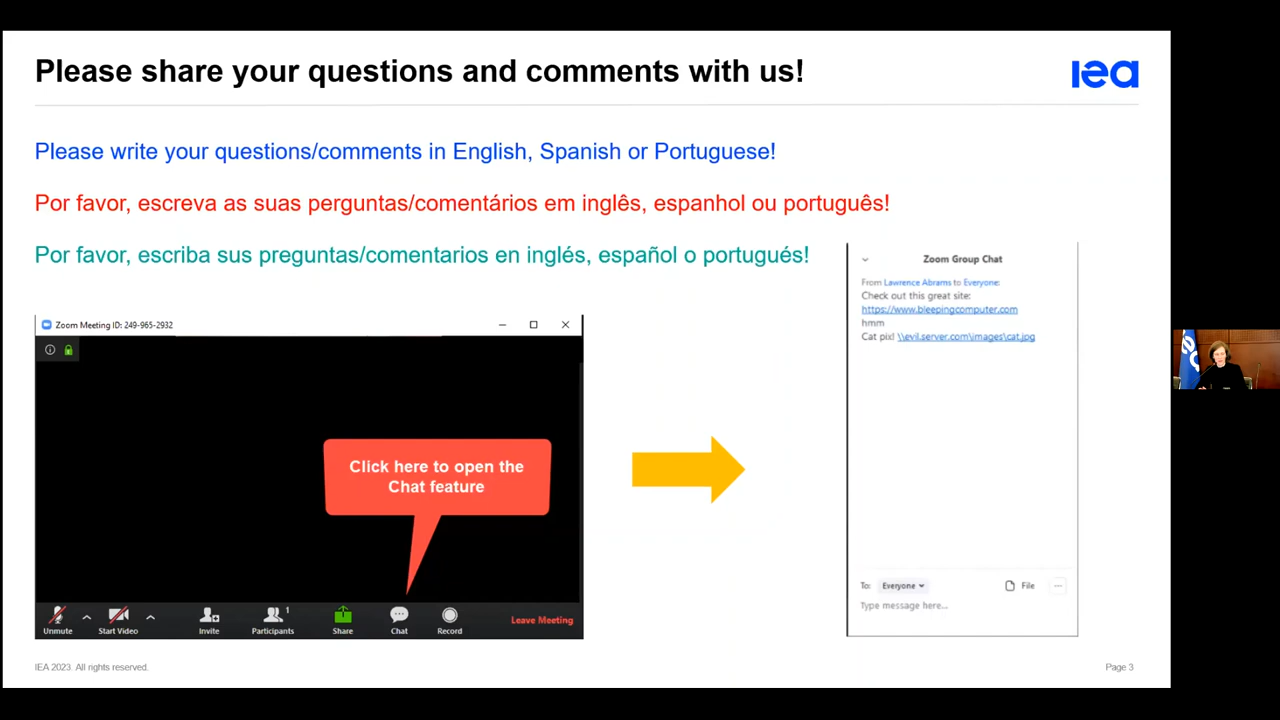 Please share your questions and comments with us!
iea
Please write your questions/comments in English, Spanish or Portuguese!
Por favor, escreva as suas perguntas/comentários em inglês, espanhol ou português!
Por favor, escriba sus preguntas/comentarios en inglés, español o portugués!
Zoom Meeting ID: 249-965-2932
Click here to open the
Chat feature
1
Unmute
Start Video
Invite
Participants
Share
Chat
Record
Leave Meeting
Zoom Group Chat
From Lawrence Abrams to Everyone:
Check out this great site:
https://www.bleepingcomputer.com
hmm
Cat pix! \\evil.server.com\images\cat.jpg
To: Everyone
File
Type message here...
IEA 2023. All rights reserved.
Page 3